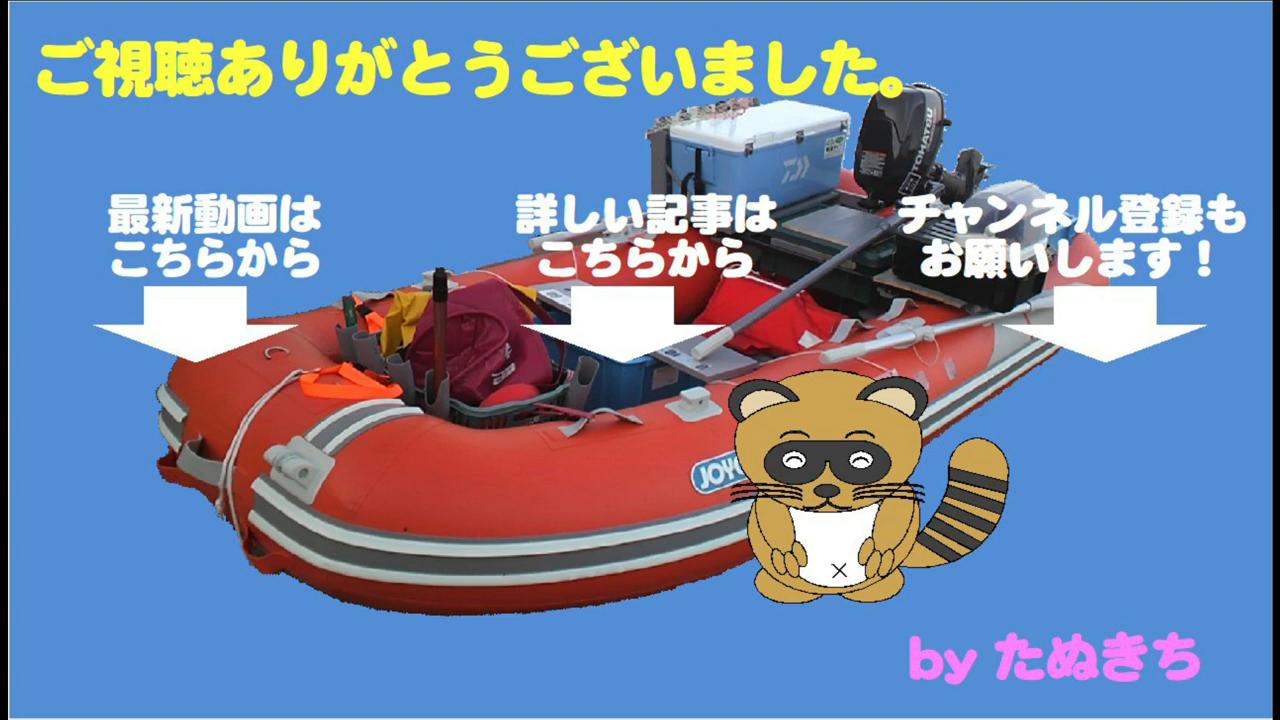 ご視聴ありがとうございました。
最新動画は
こちらから
詳しい記事は
こちらから
チャンネル登録も
お願いします！
TOHATSU
by たぬきち